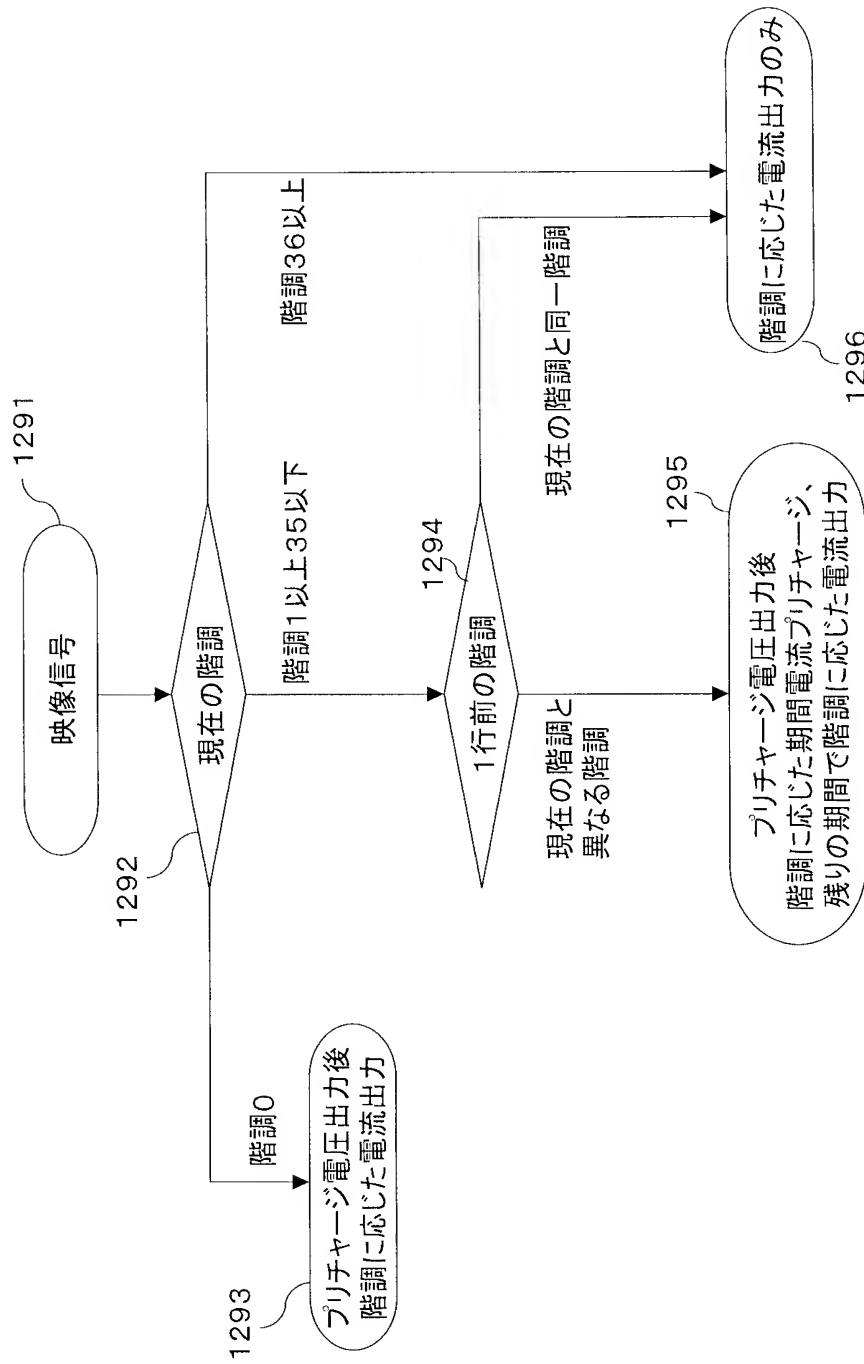 1291
映像信号
1292
現在の階調
階調0
階調1以上35以下
階調36以上
1293
プリチャージ電圧出力後
階調に応じた電流出力
1294
1行前の階調
現在の階調と
異なる階調
現在の階調と同一階調
1295
プリチャージ電圧出力後
階調に応じた期間電流プリチャージ、
残りの期間で階調に応じた電流出力
階調に応じた電流出力のみ
1296